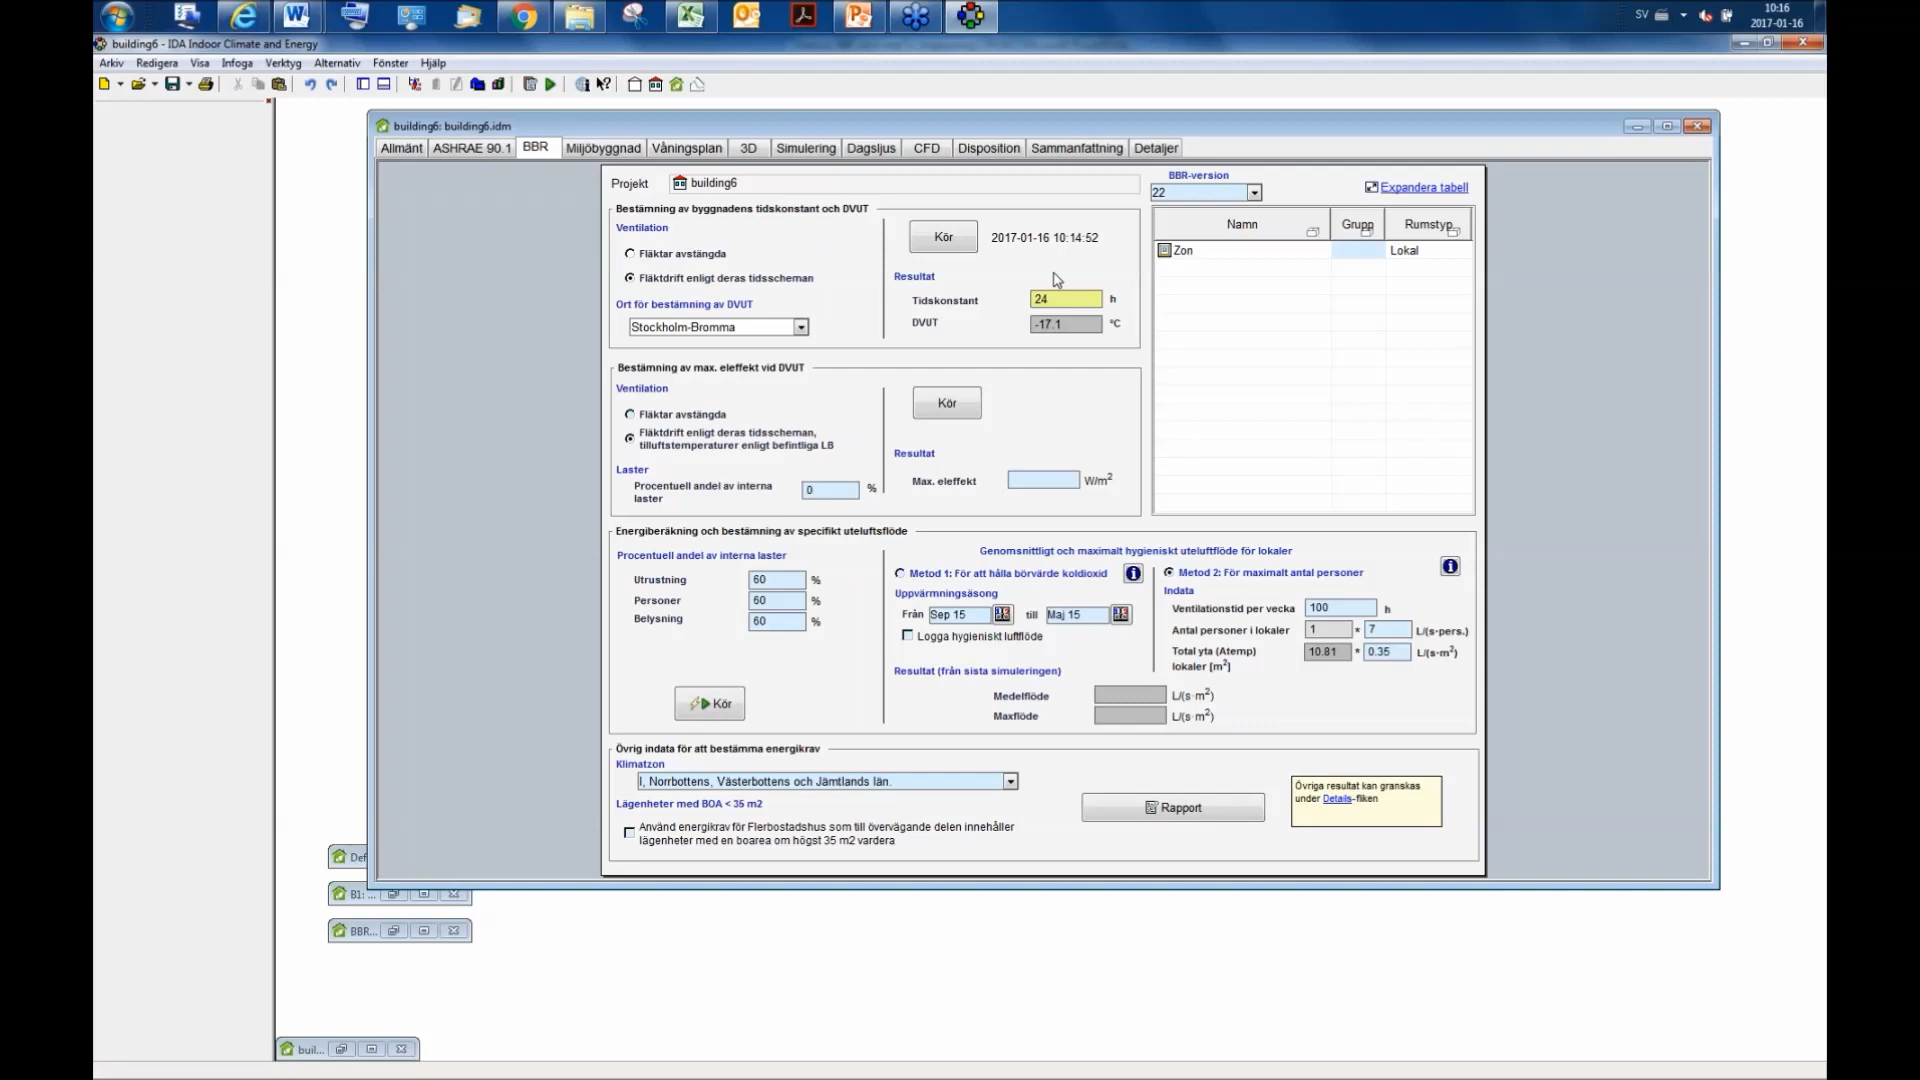 SV
10:16
2017-01-16
building6 - IDA Indoor Climate and Energy
Arkiv Redigera Visa Infoga Verktyg Alternativ Fönster Hjälp
building6: building6.idm
Allmänt ASHRAE 90.1 BBR Miljöbyggnad Våningsplan 3D Simulering Dagsljus CFD Disposition Sammanfattning Detaljer
Projekt building6
BBR-version
22
Expandera tabell
Namn Grupp Rumstyp
Zon Lokal
Bestämning av byggnadens tidskonstant och DVUT
Ventilation
Fläktar avstängda
Fläktdrift enligt deras tidsscheman
Ort för bestämning av DVUT
Stockholm-Bromma
Kör 2017-01-16 10:14:52
Resultat
Tidskonstant 24 h
DVUT -17.1 °C
Bestämning av max. eleffekt vid DVUT
Ventilation
Fläktar avstängda
Fläktdrift enligt deras tidsscheman,
tilluftstemperaturer enligt befintliga LB
Laster
Procentuell andel av interna
laster
0 %
Kör
Resultat
Max. eleffekt W/m2
Energiberäkning och bestämning av specifikt uteluftsflöde
Procentuell andel av interna laster
Utrustning 60 %
Personer 60 %
Belysning 60 %
Kör
Genomsnittligt och maximalt hygieniskt uteluftflöde för lokaler
Metod 1: För att hålla börvärde koldioxid
Uppvärmningsäsong
Från Sep 15 till Maj 15
Logga hygieniskt luftflöde
Metod 2: För maximalt antal personer
Indata
Ventilationstid per vecka 100 h
Antal personer i lokaler 1 * 7 L/(s·pers.)
Total yta (Atemp)
lokaler [m2]
10.81 * 0.35 L/(s·m2)
Resultat (från sista simuleringen)
Medelflöde L/(s·m2)
Maxflöde L/(s·m2)
Övrig indata för att bestämma energikrav
Klimatzon
I, Norrbottens, Västerbottens och Jämtlands län.
Lägenheter med BOA < 35 m2
Använd energikrav för Flerbostadshus som till övervägande delen innehåller
lägenheter med en boarea om högst 35 m2 vardera
Rapport
Övriga resultat kan granskas
under Details-fliken
Def
B1: ...
BBR...
buil...